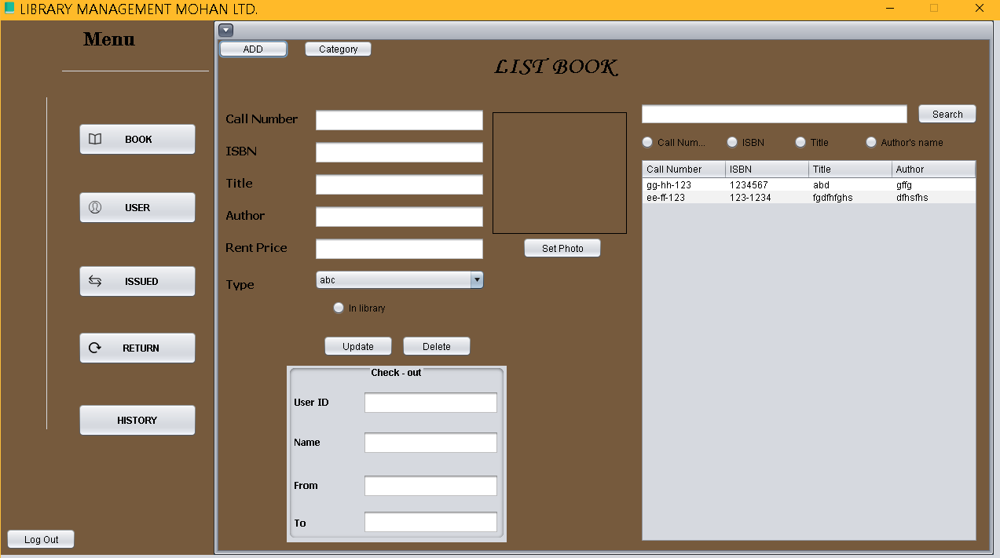 LIBRARY MANAGEMENT MOHAN LTD.
Menu
BOOK
USER
ISSUED
RETURN
HISTORY
Log Out
ADD Category
LIST BOOK
Call Number
ISBN
Title
Author
Rent Price
Type abc
In library
Update Delete
Set Photo
Check - out
User ID
Name
From
To
Search
Call Num... ISBN Title Author's name
Call Number ISBN Title Author
gg-hh-123 1234567 abd gffg
ee-ff-123 123-1234 fgdfhfghs dfhsfhs